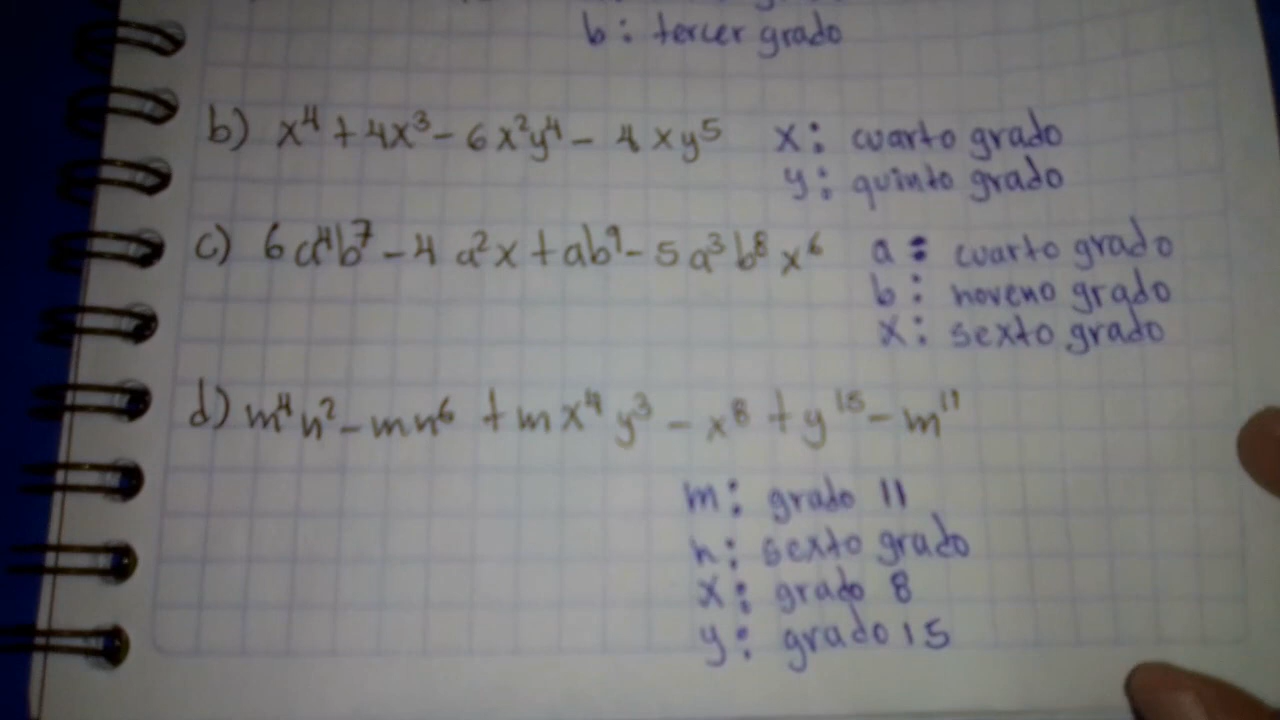 b: tercer grado
b) x⁴ + 4x³ - 6x²y⁴ - 4xy⁵ x: cuarto grado
y: quinto grado
c) 6a⁴b⁷ - 4a²x + ab⁹ - 5a³b⁸x⁶ a: cuarto grado
b: noveno grado
x: sexto grado
d) m⁴n² - mn⁶ + mx⁴y³ - x⁸ + y¹⁵ - m¹¹
m: grado 11
n: sexto grado
x: grado 8
y: grado 15